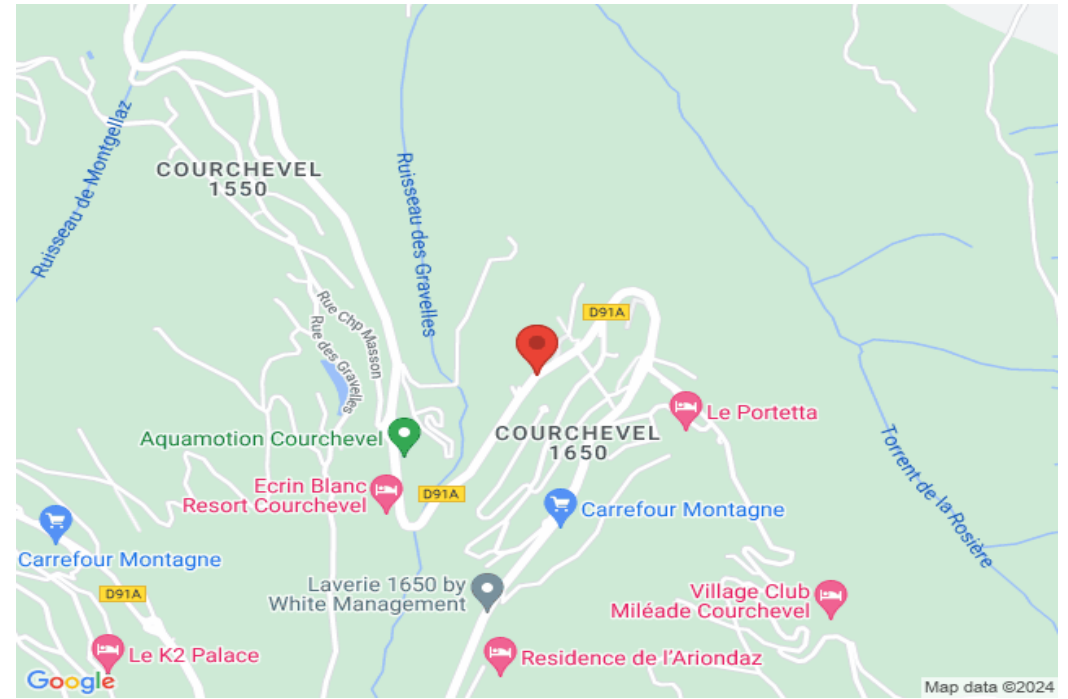 Ruisseau de Montgellaz
COURCHEVEL
1550
Ruisseau des Gravelles
Rue Chp Masson
Rue des Gravelles
D91A
Le Portetta
Aquamotion Courchevel
COURCHEVEL
1650
Torrent de la Rosière
Ecrin Blanc
Resort Courchevel
D91A
Carrefour Montagne
Carrefour Montagne
D91A
Laverie 1650 by
White Management
Village Club
Miléade Courchevel
Le K2 Palace
Residence de l'Ariondaz
Google
Map data ©2024